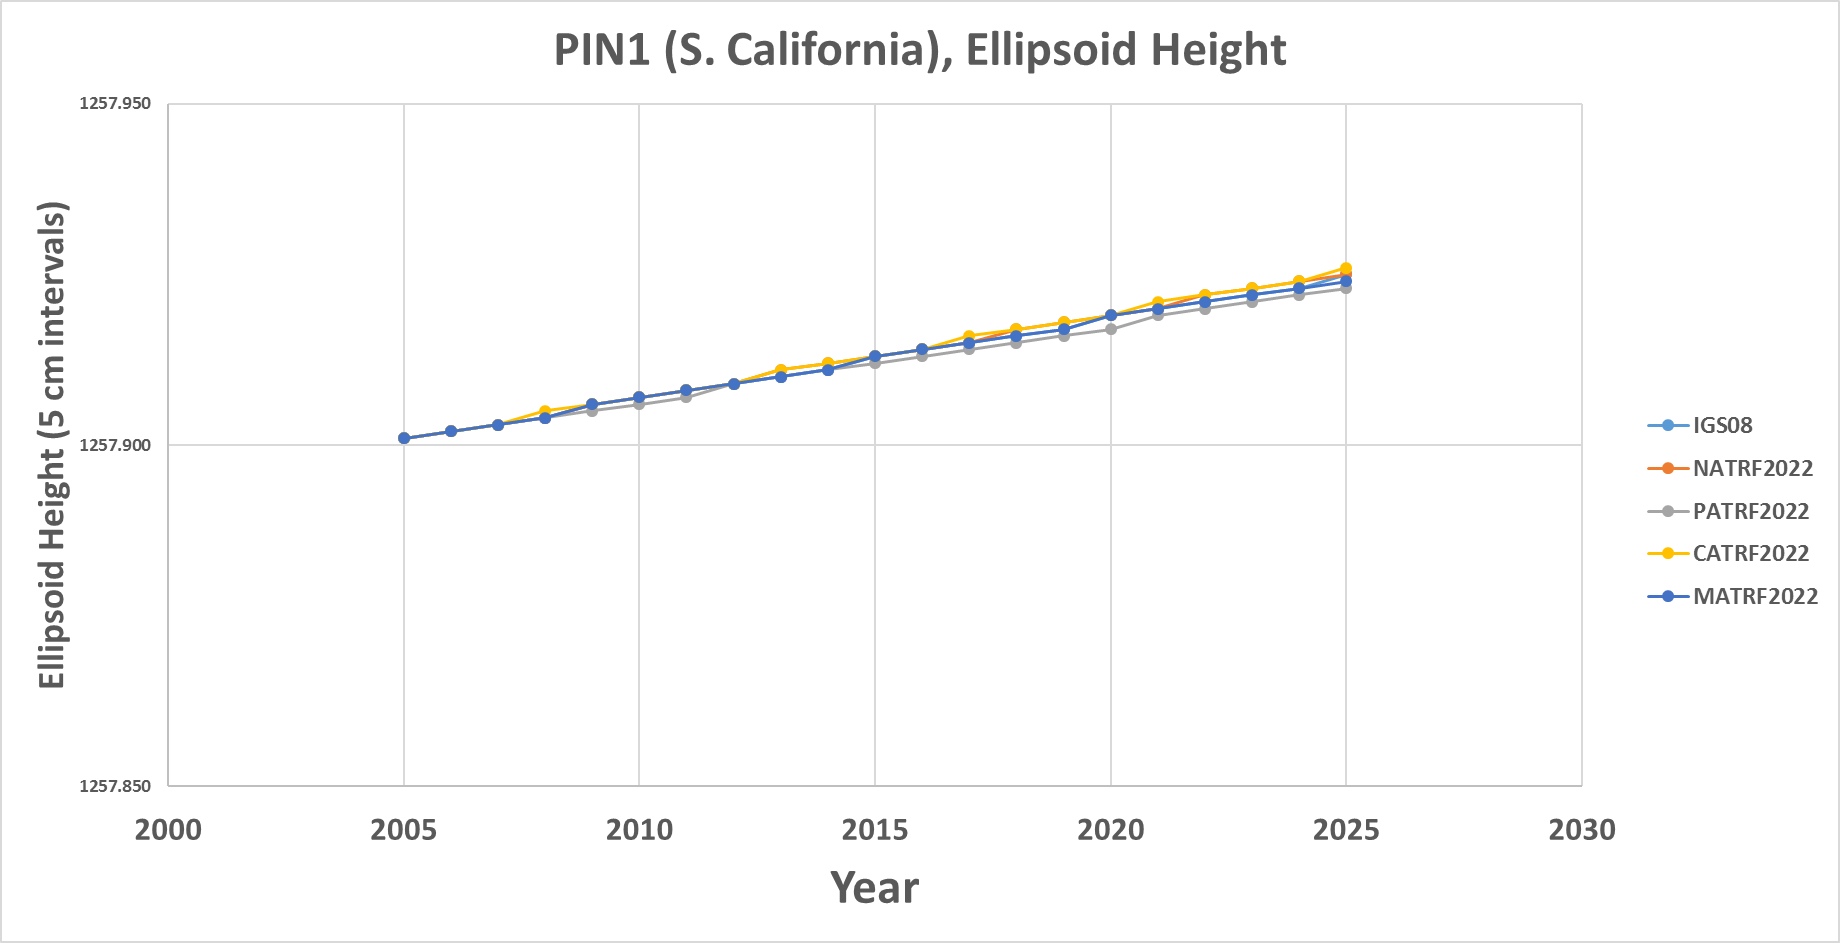 PIN1 (S. California), Ellipsoid Height
Ellipsoid Height (5 cm intervals)
1257.950
1257.900
1257.850
2000 2005 2010 2015 2020 2025 2030
Year
IGS08
NATRF2022
PATRF2022
CATRF2022
MATRF2022